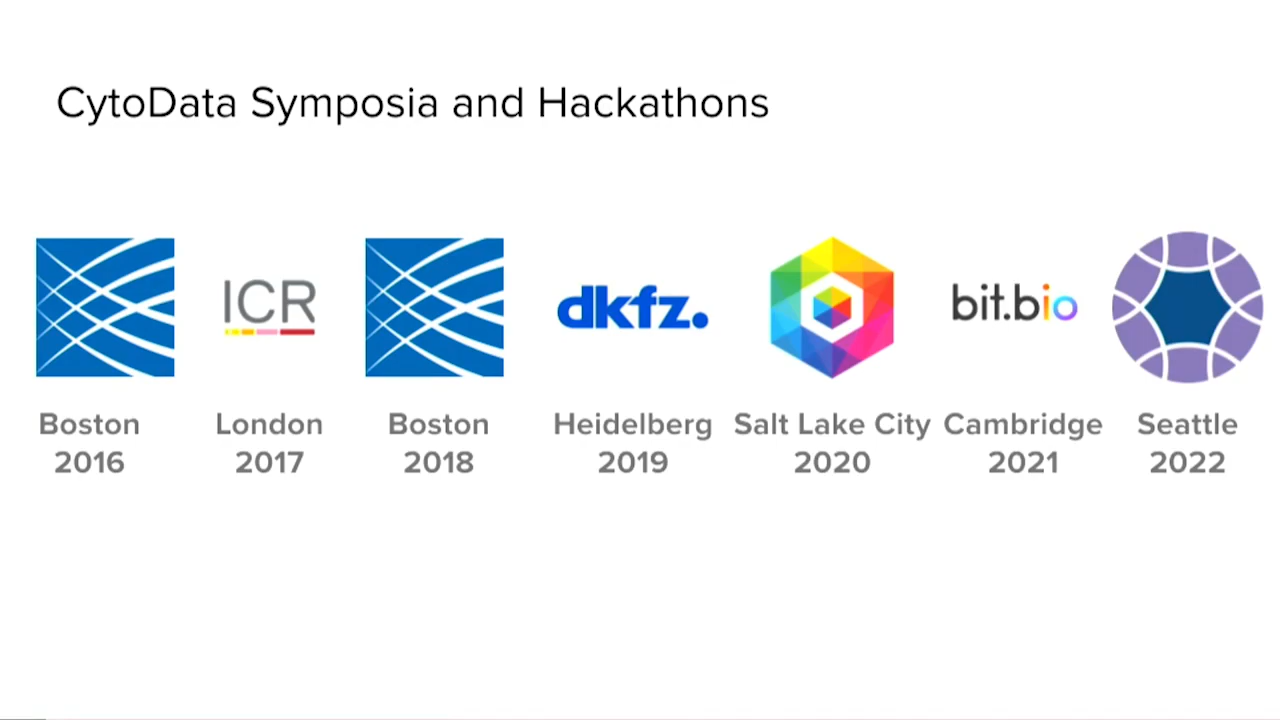 CytoData Symposia and Hackathons
ICR
dkfz.
bit.bio
Boston
2016
London
2017
Boston
2018
Heidelberg
2019
Salt Lake City
2020
Cambridge
2021
Seattle
2022